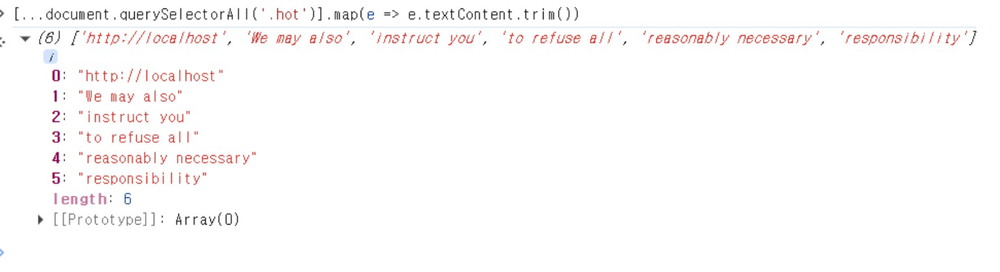 [...document.querySelectorAll('.hot')].map(e => e.textContent.trim())
(6) ['http://localhost', 'We may also', 'instruct you', 'to refuse all', 'reasonably necessary', 'responsibility']
i
0: "http://localhost"
1: "We may also"
2: "instruct you"
3: "to refuse all"
4: "reasonably necessary"
5: "responsibility"
length: 6
[[Prototype]]: Array(0)